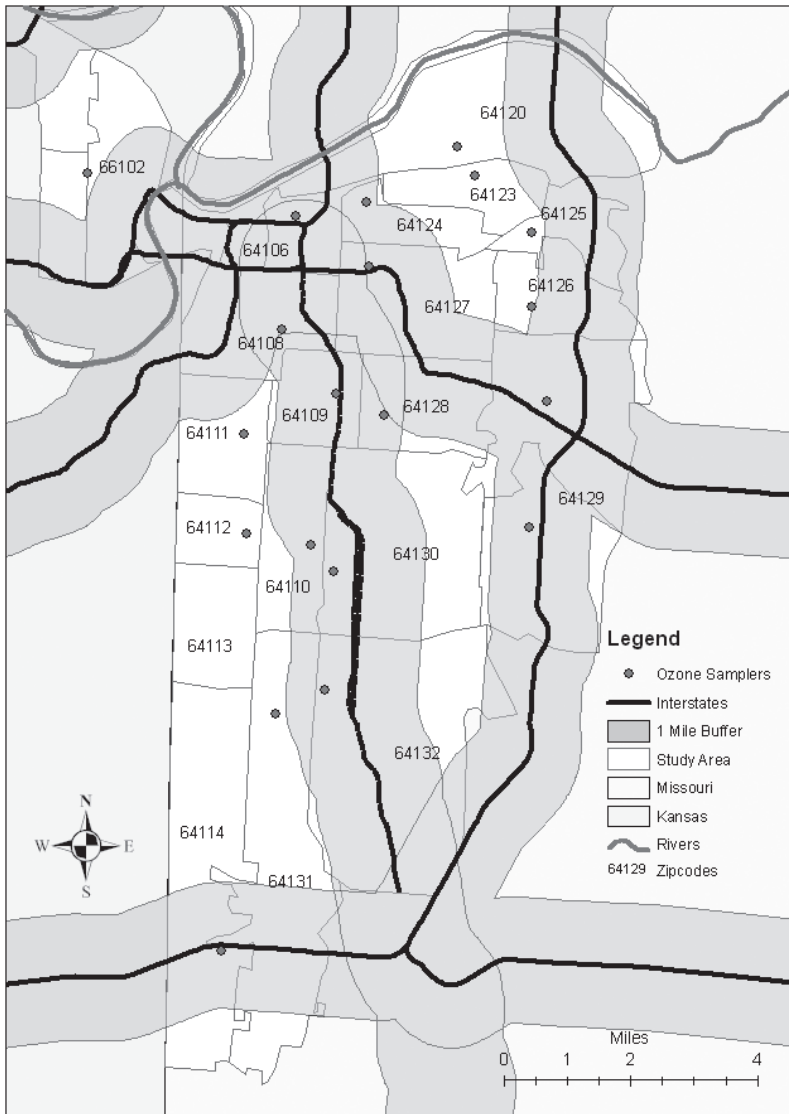 64120
66102
64123
64125
64124
64106
64126
64127
64108
64109
64128
64111
64129
64112
64130
64110
64113
64132
64114
64131
Legend
Ozone Samplers
Interstates
1 Mile Buffer
Study Area
Missouri
Kansas
Rivers
64129 Zipcodes
N
W E
S
Miles
0 1 2 4